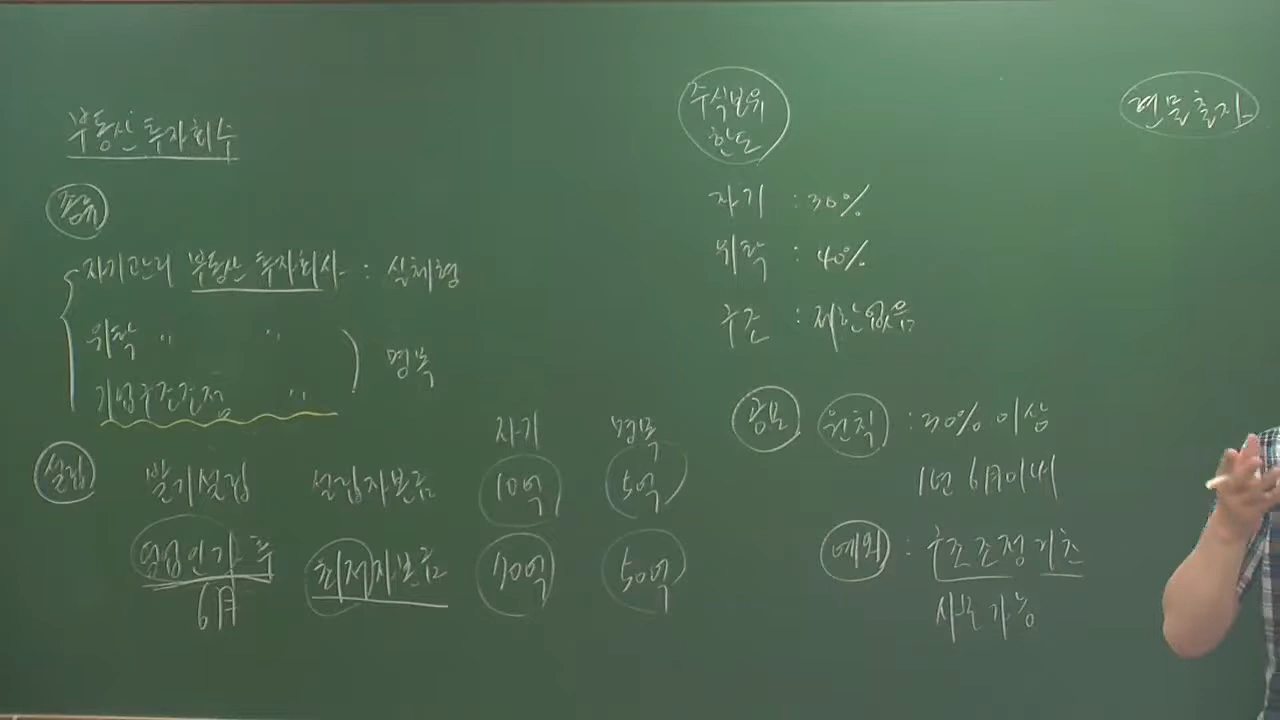 부동산투자회사
종류
자기관리 부동산 투자회사 : 실체형
위탁 〃 〃
기업구조조정 〃
명목
설립
발기설립 설립자본금
자기 10억
명목 5억
영업인가 후 6月
최저자본금 70억 50억
주식보유
한도
자기 : 30%
위탁 : 40%
구조 : 제한없음
공모 원칙 : 30% 이상
1년 6月이내
예외 : 구조조정
사모가능
현물출자